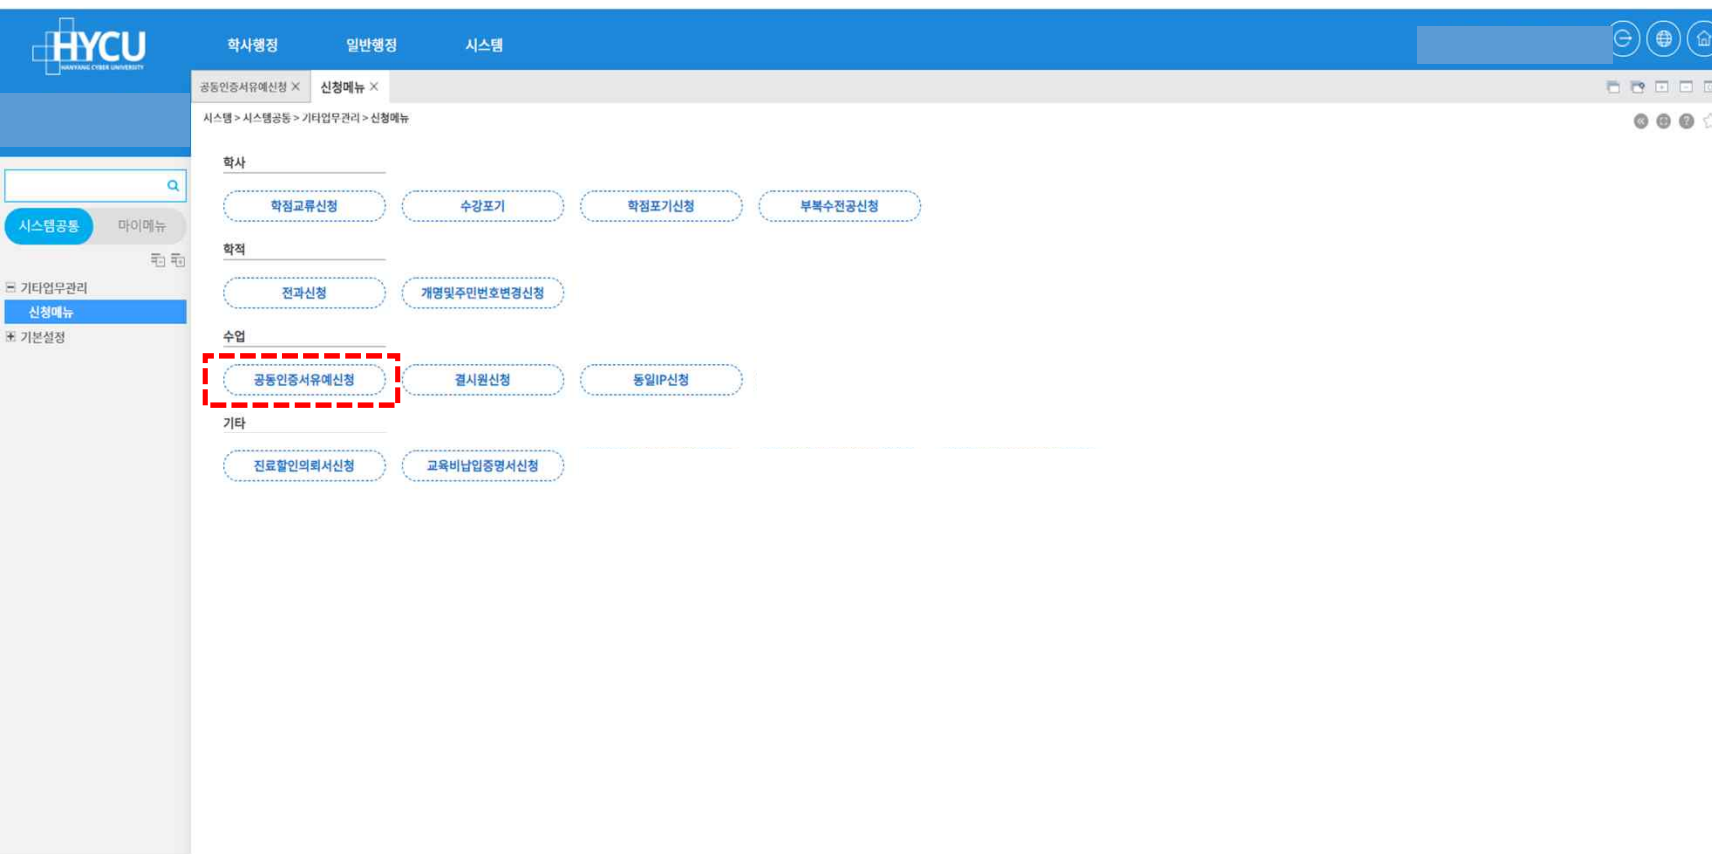 HYCU
HANYANG CYBER UNIVERSITY
학사행정 일반행정 시스템
공동인증서유예신청 × 신청메뉴 ×
시스템 > 시스템공통 > 기타업무관리 > 신청메뉴
시스템공통 마이메뉴
기타업무관리
신청메뉴
기본설정
학사
학점교류신청 수강포기 학점포기신청 부복수전공신청
학적
전과신청 개명및주민번호변경신청
수업
공동인증서유예신청 결시원신청 동일IP신청
기타
진료할인의뢰서신청 교육비납입증명서신청